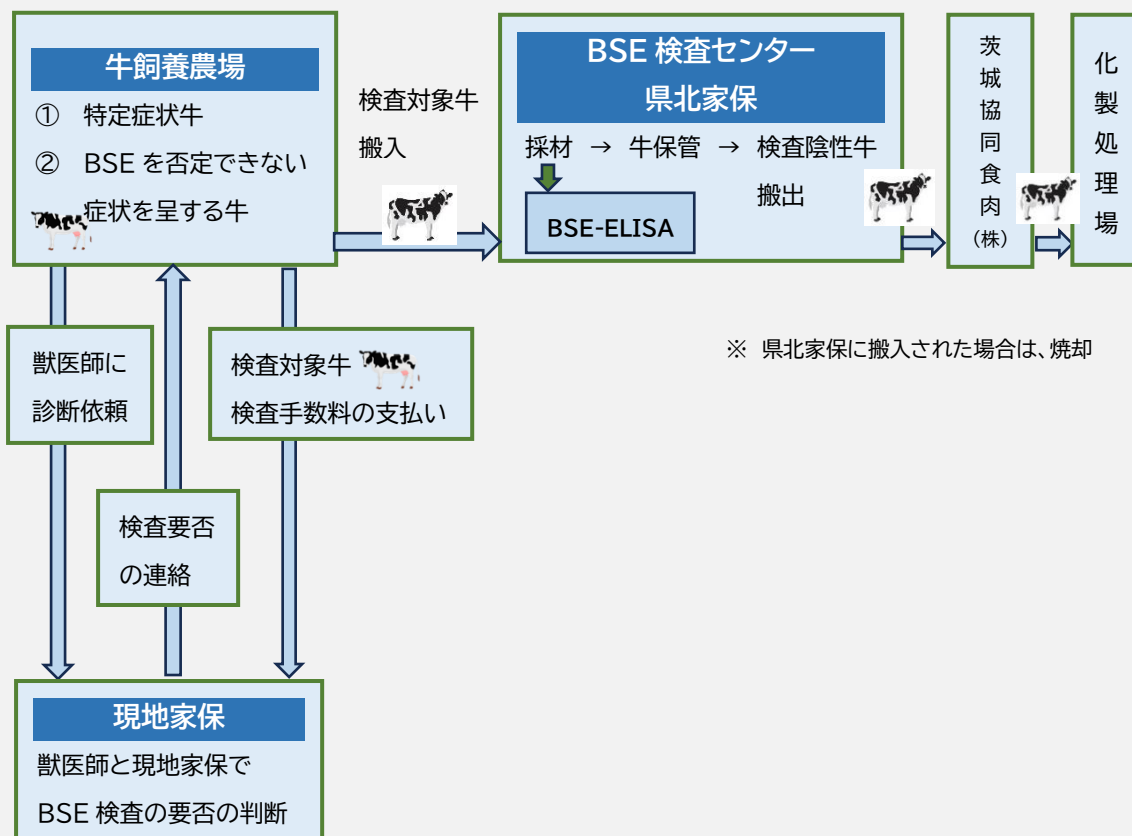 牛飼養農場
① 特定症状牛
② BSE を否定できない
症状を呈する牛
検査対象牛
搬入
BSE 検査センター
県北家保
採材 → 牛保管 → 検査陰性牛
搬出
BSE-ELISA
茨城協同食肉(株)
化製処理場
※ 県北家保に搬入された場合は、焼却
獣医師に
診断依頼
検査対象牛
検査手数料の支払い
検査要否
の連絡
現地家保
獣医師と現地家保で
BSE 検査の要否の判断